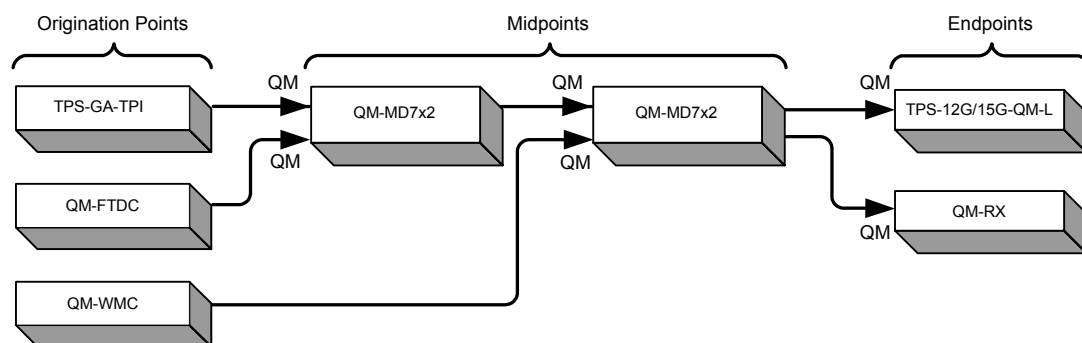 Origination Points
Midpoints
Endpoints
TPS-GA-TPI
QM
QM-MD7x2
QM
QM-MD7x2
QM
TPS-12G/15G-QM-L
QM
QM
QM-FTDC
QM-RX
QM
QM-WMC